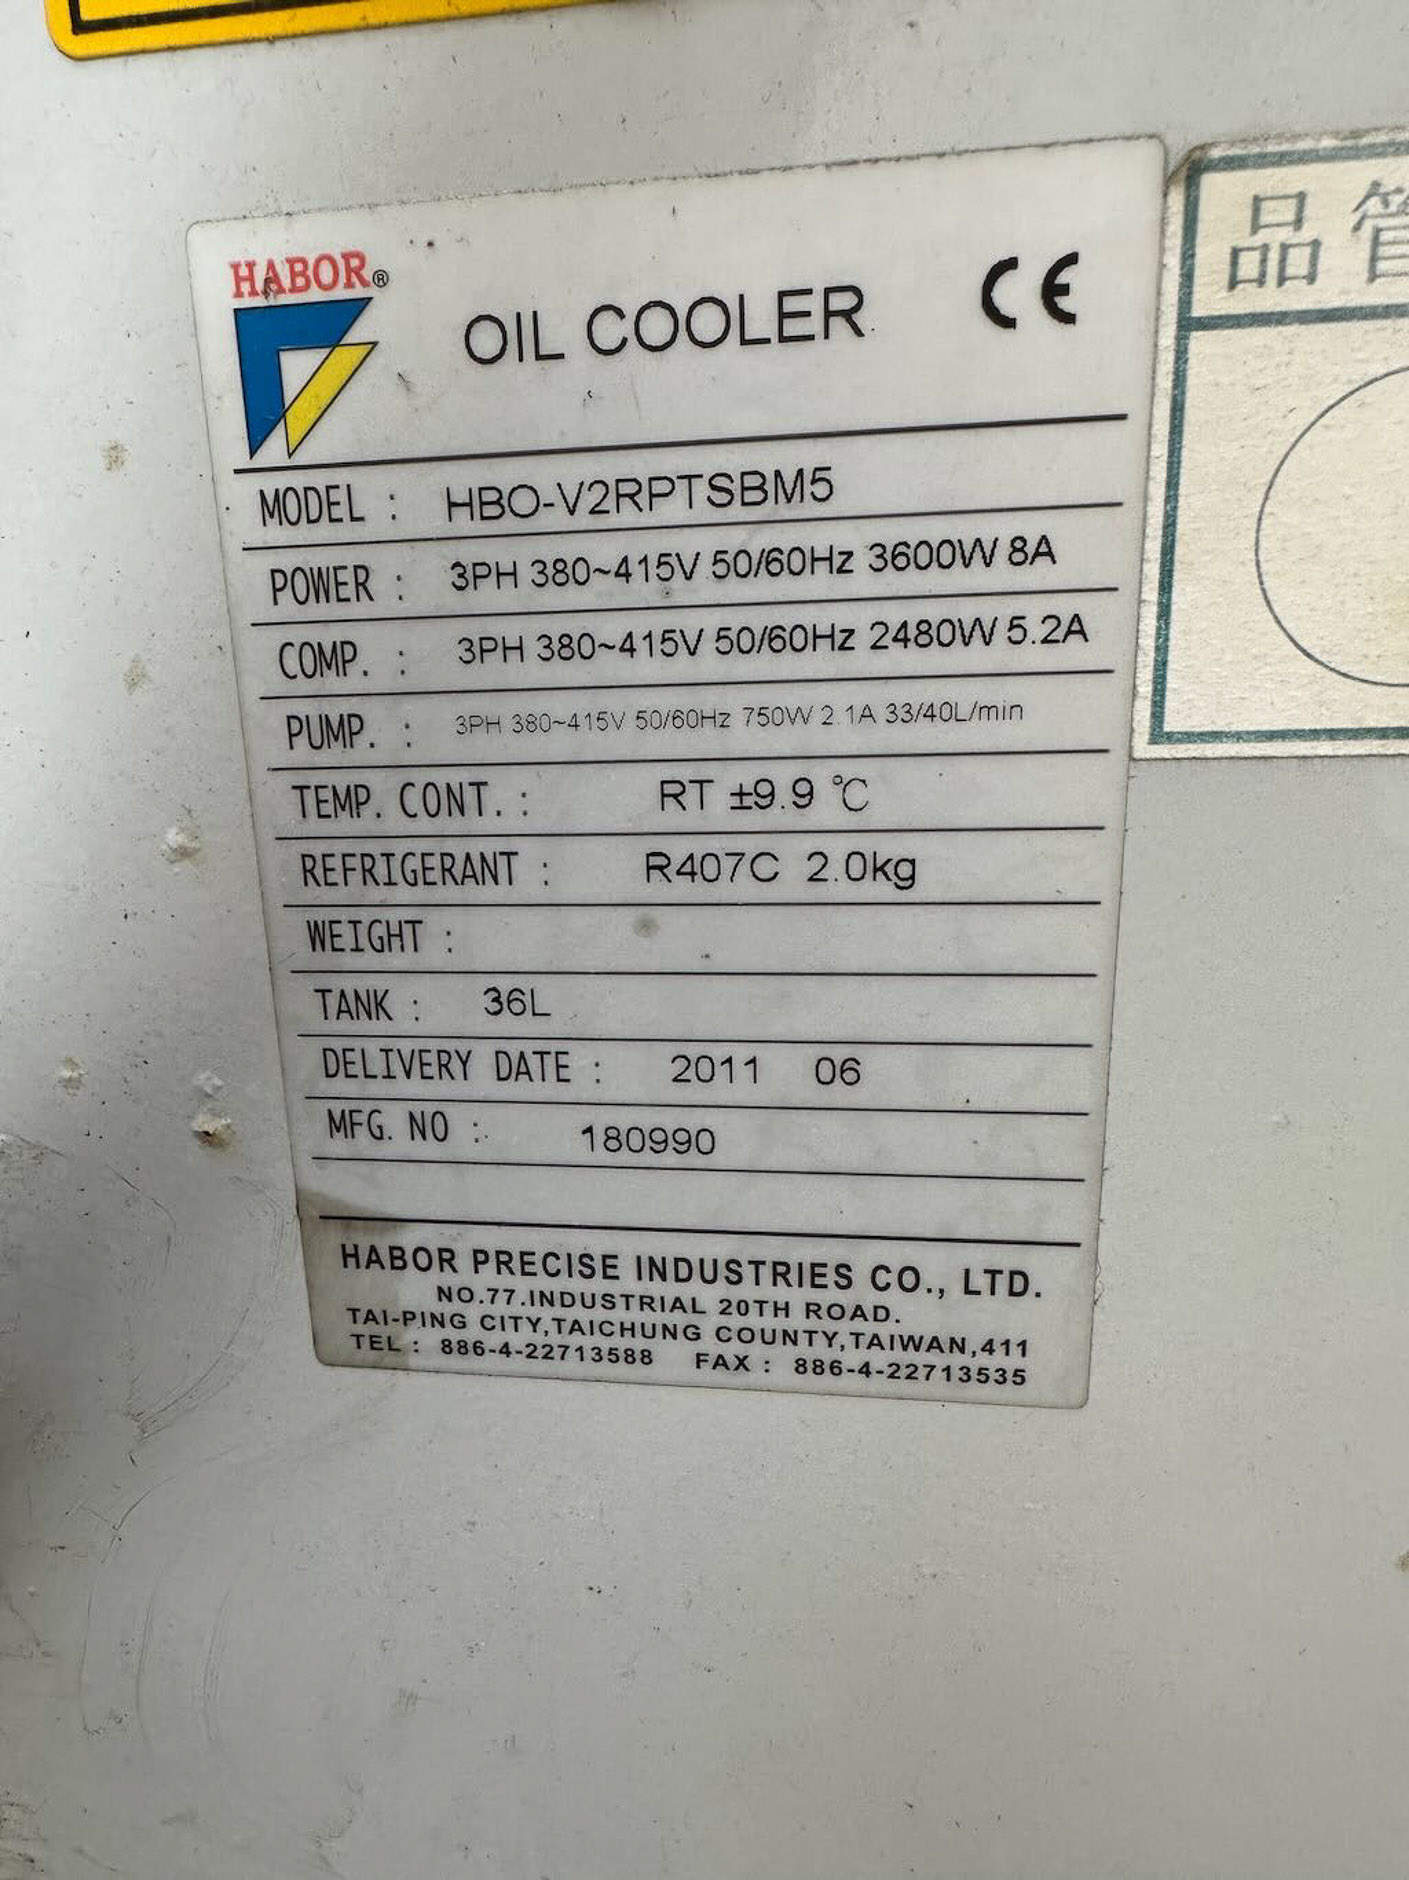 HABOR®
OIL COOLER
CE
MODEL : HBO-V2RPTSBM5
POWER : 3PH 380~415V 50/60Hz 3600W 8A
COMP. : 3PH 380~415V 50/60Hz 2480W 5.2A
PUMP. : 3PH 380~415V 50/60Hz 750W 2.1A 33/40L/min
TEMP. CONT. : RT ±9.9 ℃
REFRIGERANT : R407C 2.0kg
WEIGHT :
TANK : 36L
DELIVERY DATE : 2011 06
MFG. NO : 180990
HABOR PRECISE INDUSTRIES CO., LTD.
NO.77.INDUSTRIAL 20TH ROAD.
TAI-PING CITY,TAICHUNG COUNTY,TAIWAN,411
TEL : 886-4-22713588 FAX : 886-4-22713535
品管